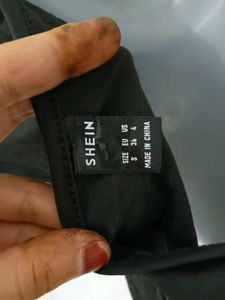 SHEIN
SIZE EU US
S 36 4
MADE IN CHINA